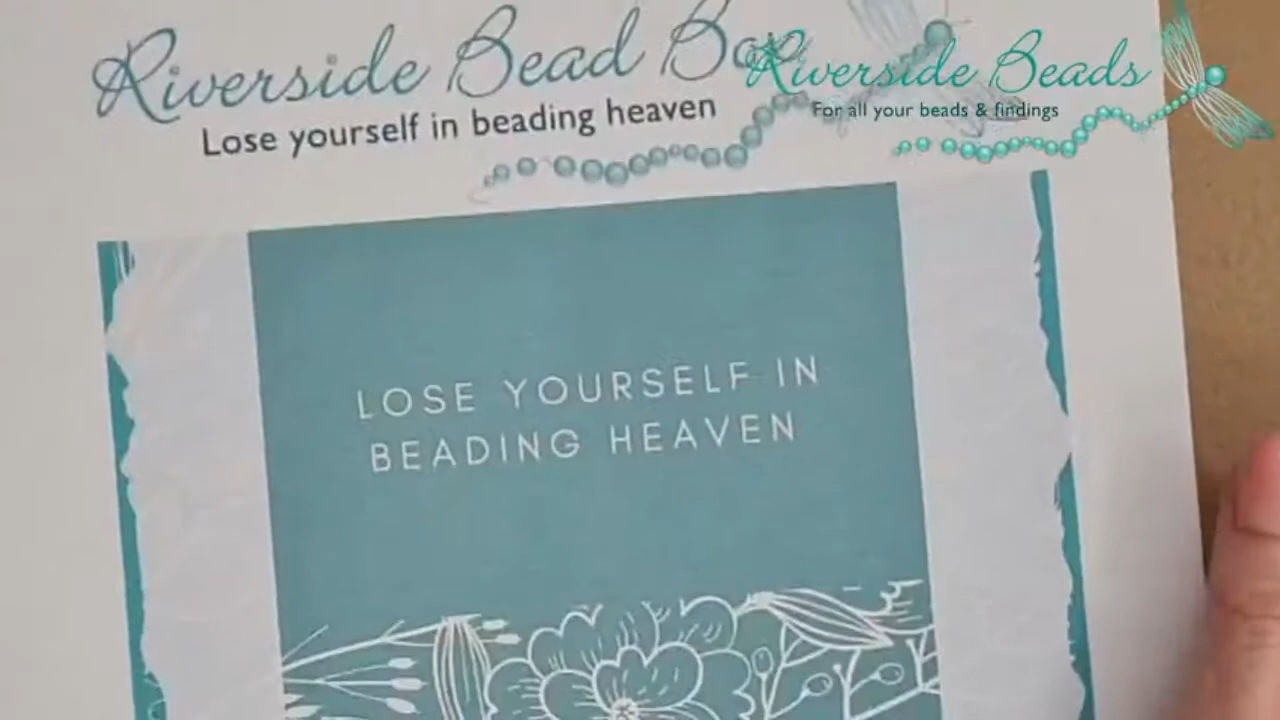 Riverside Bead Box
Lose yourself in beading heaven
Riverside Beads
For all your beads & findings
LOSE YOURSELF IN
BEADING HEAVEN